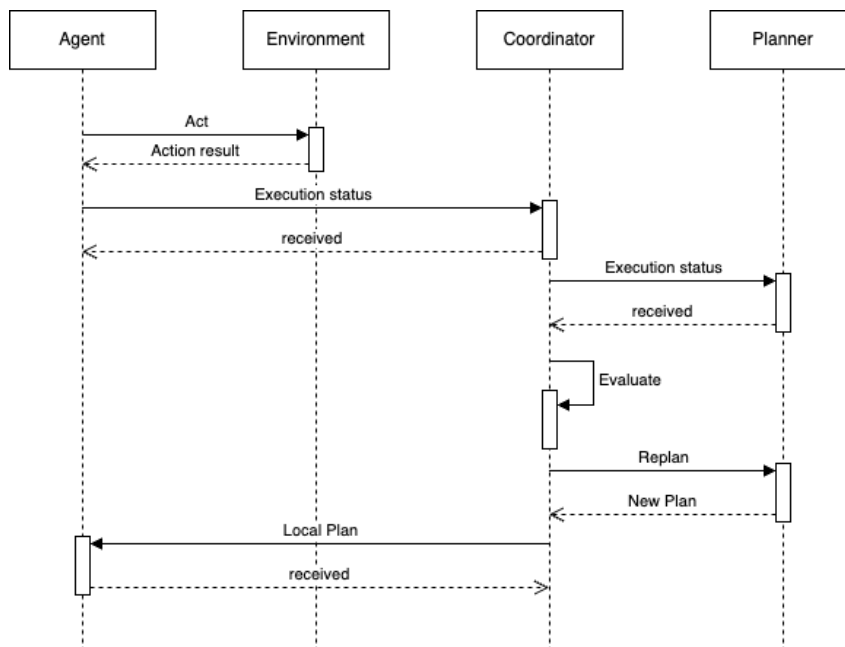 Agent
Environment
Coordinator
Planner
Act
Action result
Execution status
received
Execution status
received
Evaluate
Replan
New Plan
Local Plan
received